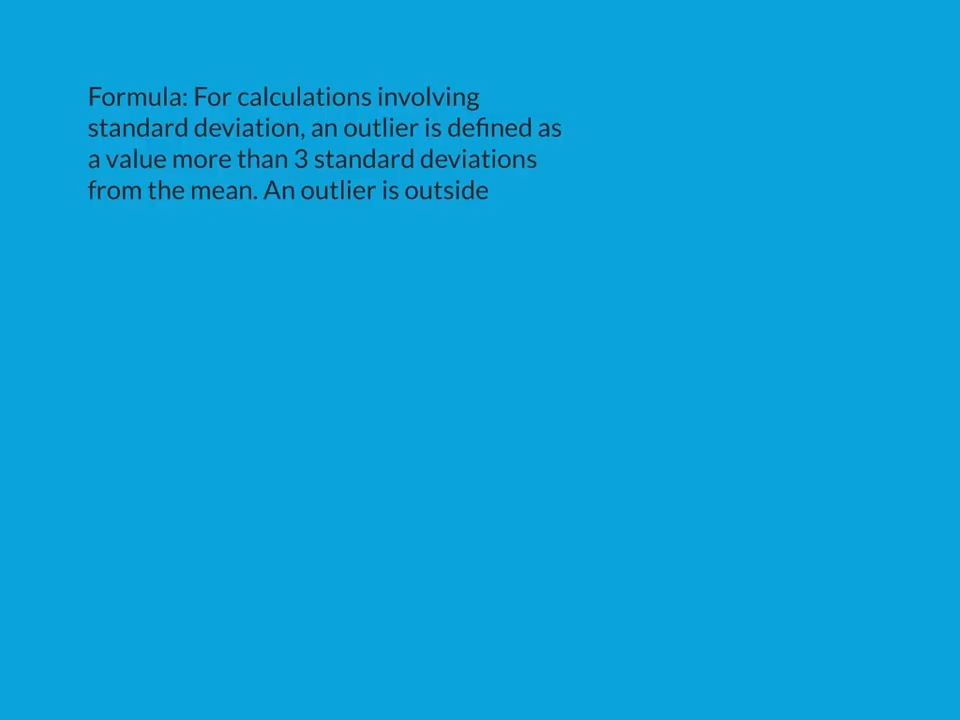 Formula: For calculations involving
standard deviation, an outlier is defined as
a value more than 3 standard deviations
from the mean. An outlier is outside